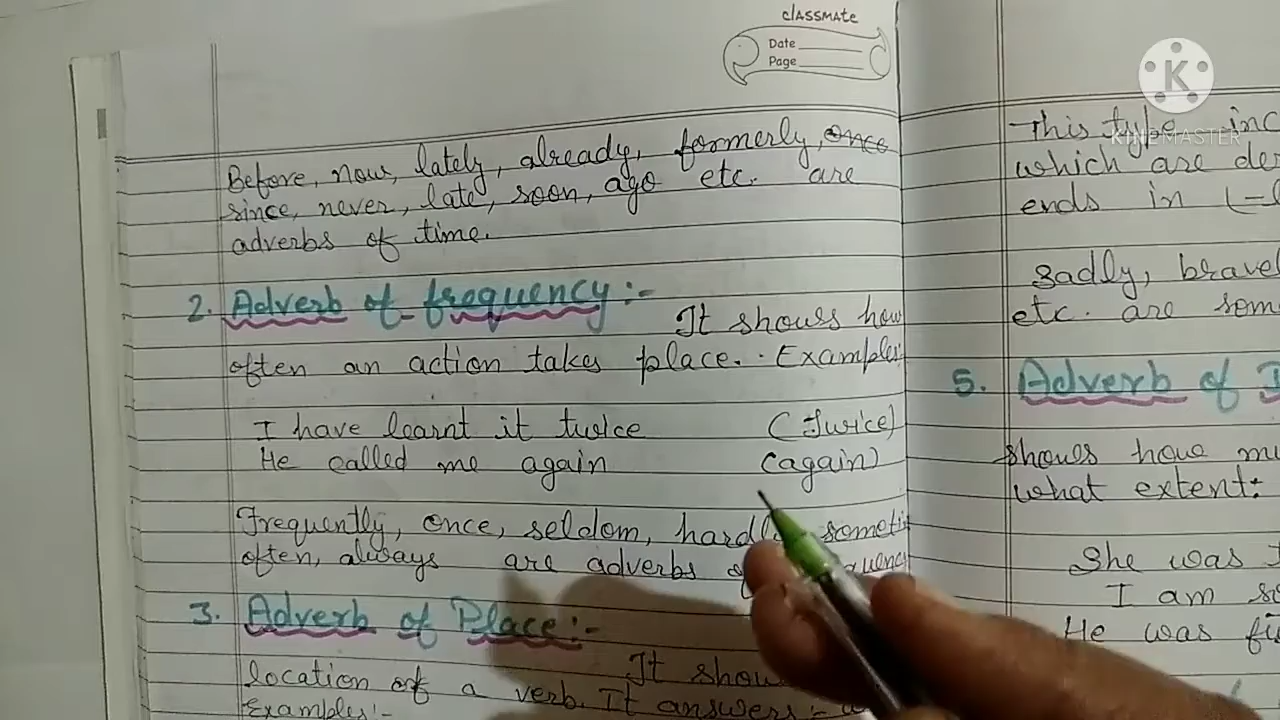 classmate
Date
Page
Before, now, lately, already, formerly, once
since, never, late, soon, ago etc. are
adverbs of time.
2. Adverb of frequency :-
It shows how
often an action takes place. Examples:
I have learnt it twice (Twice)
He called me again (again)
Frequently, once, seldom, hardly
often, always are adverbs
3. Adverb of Place :-
It
location of a verb. It answers :-
Examples:-
This type
which are
ends in
sadly,
etc. are
5. Adverb of
shows how
what extent:
She was
I am
He was
K
KINEMASTER